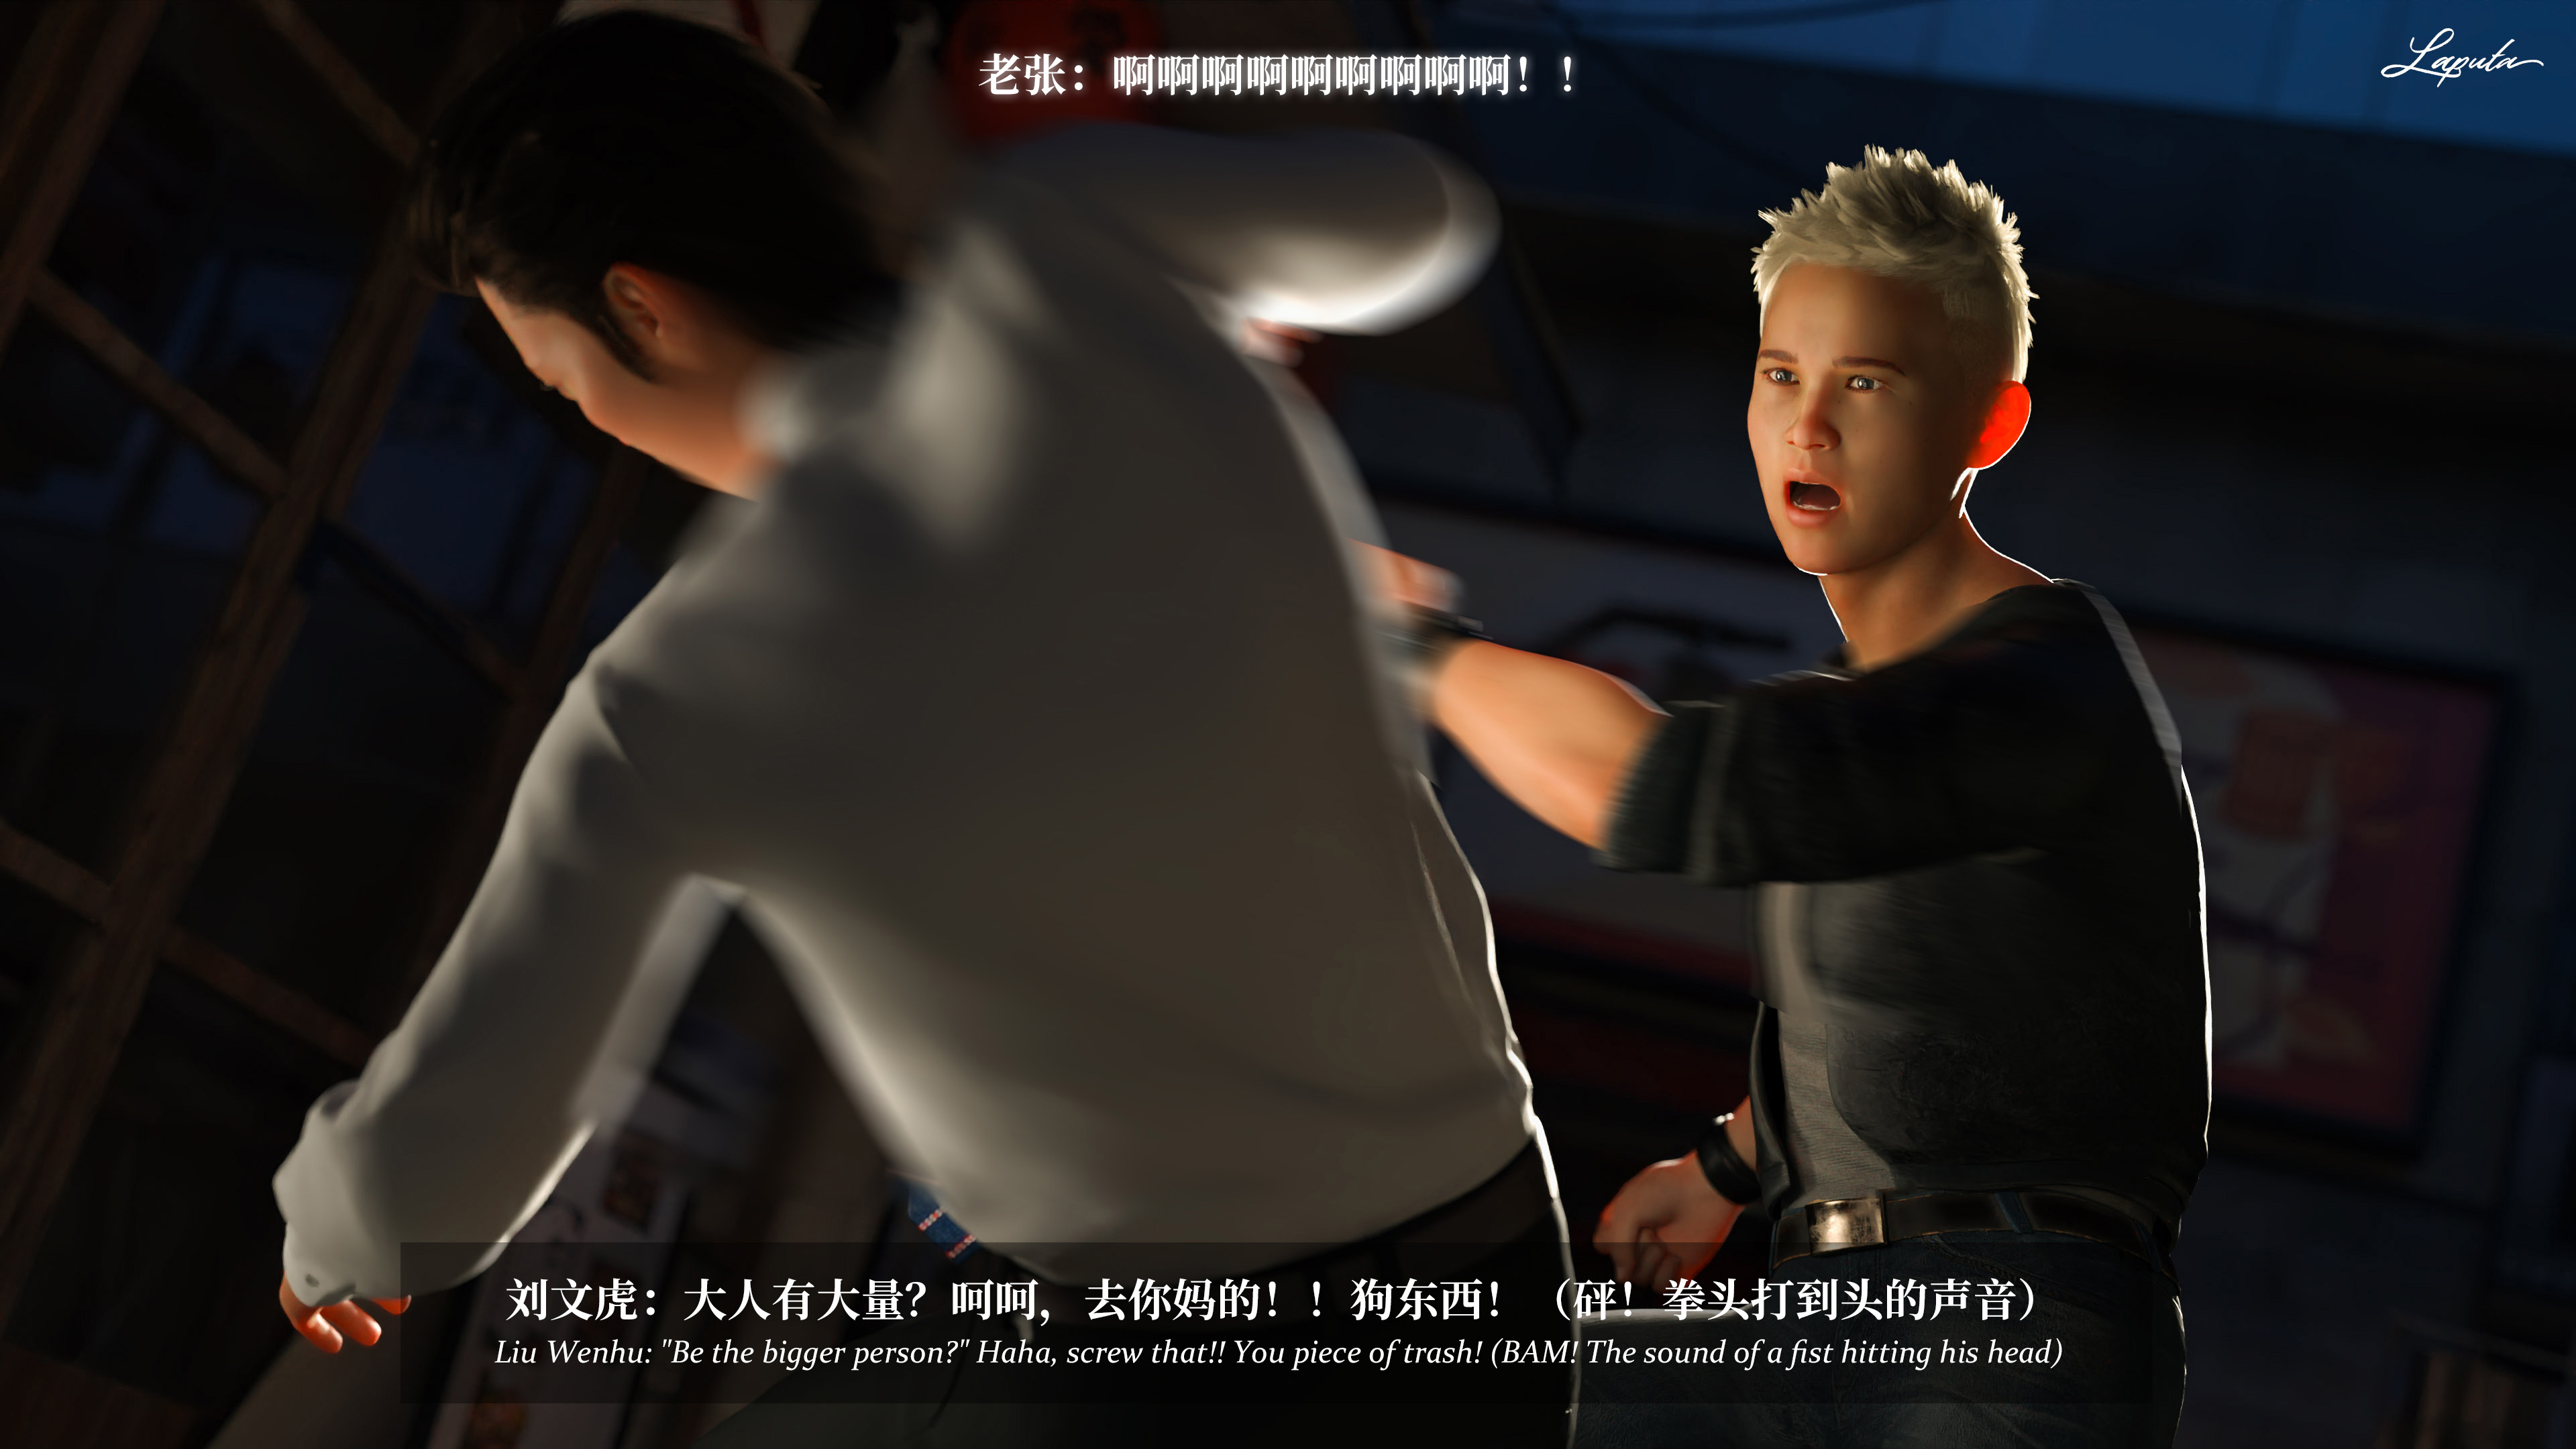 老张：啊啊啊啊啊啊啊啊啊！！
Laputa
刘文虎：大人有大量？呵呵，去你妈的！！狗东西！（砰！拳头打到头的声音）
Liu Wenhu: "Be the bigger person?" Haha, screw that!! You piece of trash! (BAM! The sound of a fist hitting his head)